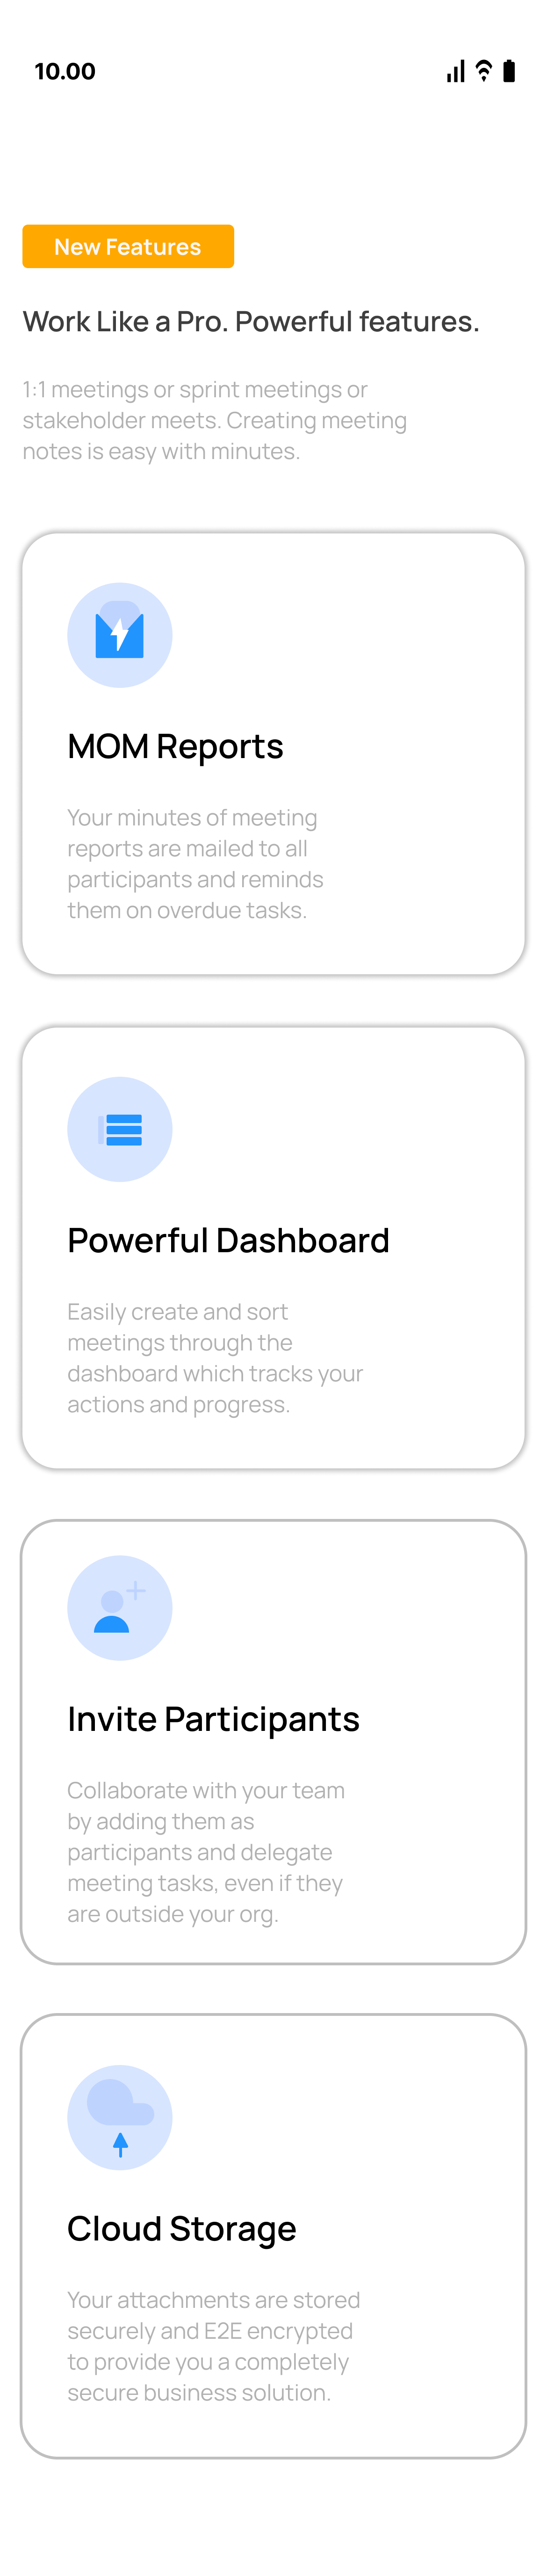 10.00
New Features
Work Like a Pro. Powerful features.
1:1 meetings or sprint meetings or
stakeholder meets. Creating meeting
notes is easy with minutes.
MOM Reports
Your minutes of meeting
reports are mailed to all
participants and reminds
them on overdue tasks.
Powerful Dashboard
Easily create and sort
meetings through the
dashboard which tracks your
actions and progress.
Invite Participants
Collaborate with your team
by adding them as
participants and delegate
meeting tasks, even if they
are outside your org.
Cloud Storage
Your attachments are stored
securely and E2E encrypted
to provide you a completely
secure business solution.